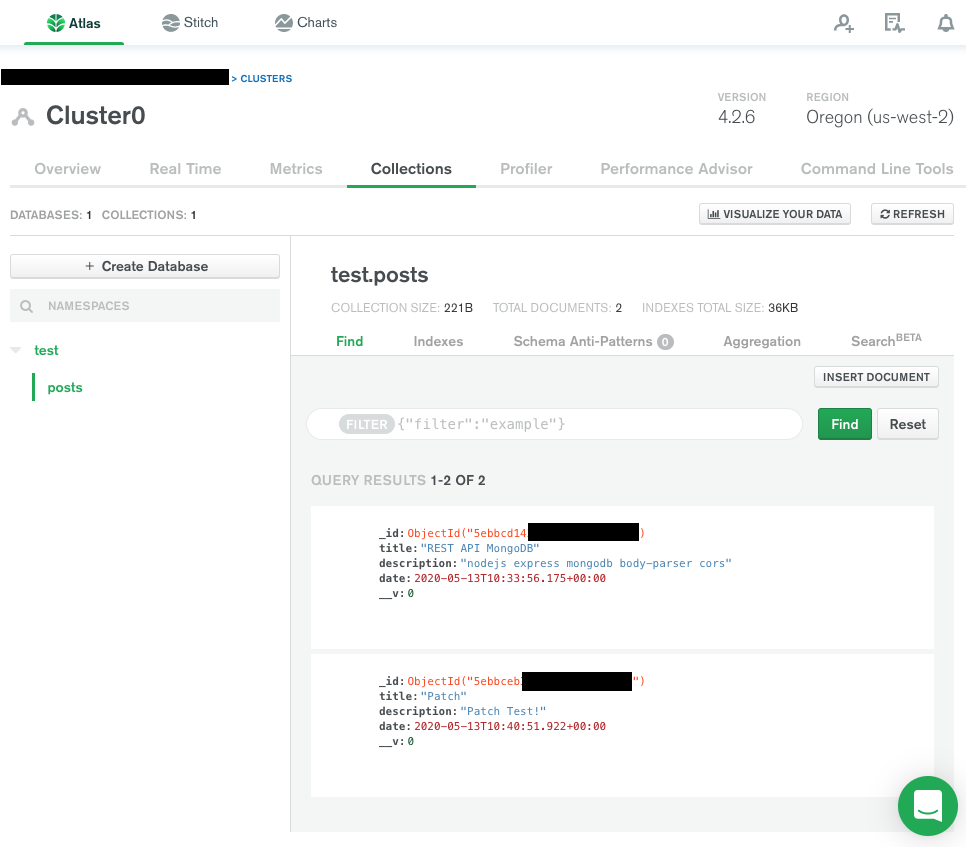 Atlas Stitch Charts
> CLUSTERS
Cluster0
VERSION REGION
4.2.6 Oregon (us-west-2)
Overview Real Time Metrics Collections Profiler Performance Advisor Command Line Tools
DATABASES: 1 COLLECTIONS: 1 VISUALIZE YOUR DATA REFRESH
+ Create Database
NAMESPACES
test
posts
test.posts
COLLECTION SIZE: 221B TOTAL DOCUMENTS: 2 INDEXES TOTAL SIZE: 36KB
Find Indexes Schema Anti-Patterns 0 Aggregation Search BETA
INSERT DOCUMENT
FILTER {"filter":"example"} Find Reset
QUERY RESULTS 1-2 OF 2
_id: ObjectId("5ebbcd14 )
title: "REST API MongoDB"
description: "nodejs express mongodb body-parser cors"
date: 2020-05-13T10:33:56.175+00:00
__v: 0
_id: ObjectId("5ebbceb ")
title: "Patch"
description: "Patch Test!"
date: 2020-05-13T10:40:51.922+00:00
__v: 0